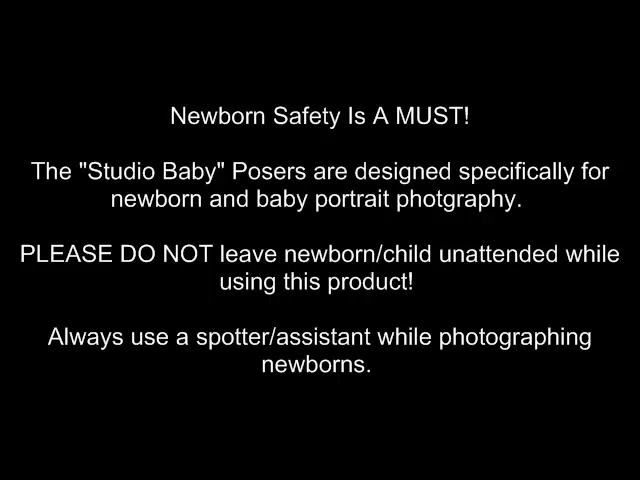 Newborn Safety Is A MUST!
The "Studio Baby" Posers are designed specifically for
newborn and baby portrait photgraphy.
PLEASE DO NOT leave newborn/child unattended while
using this product!
Always use a spotter/assistant while photographing
newborns.